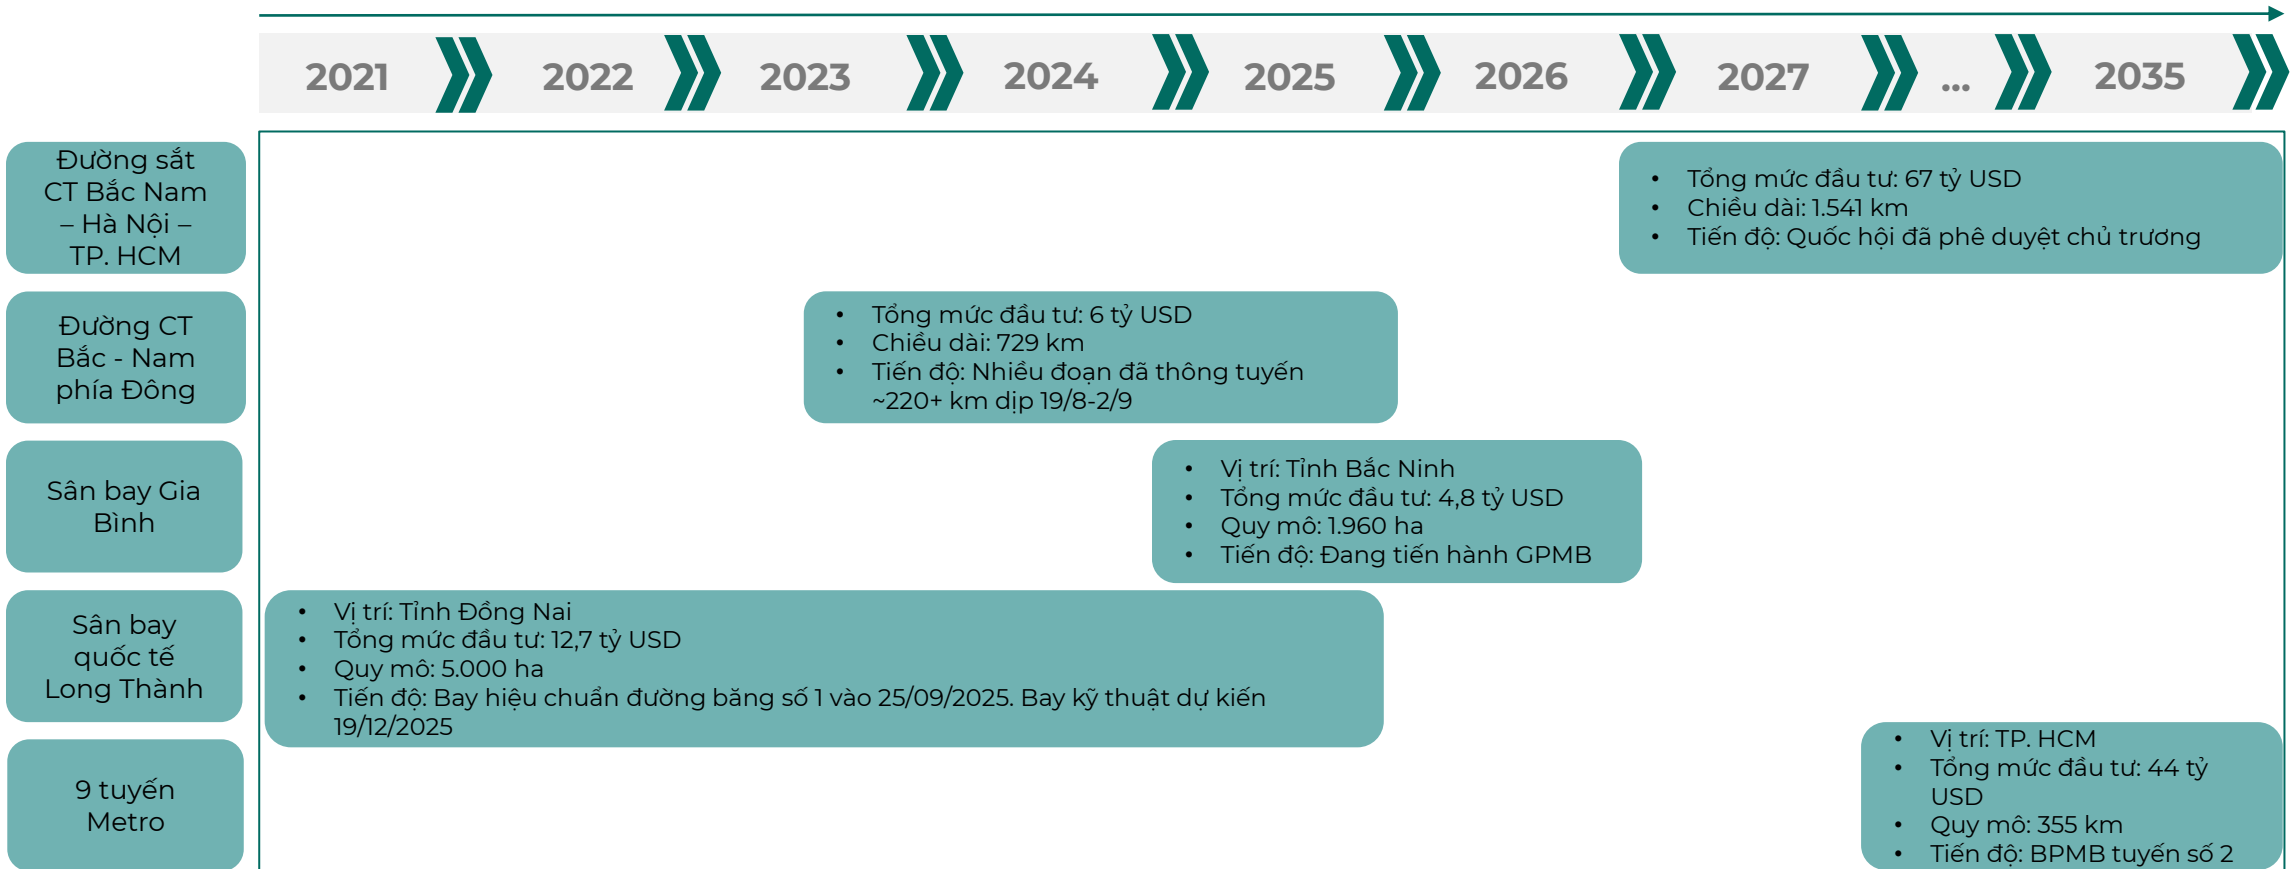 2021 2022 2023 2024 2025 2026 2027 ... 2035
Đường sắt
CT Bắc Nam
– Hà Nội –
TP. HCM
• Tổng mức đầu tư: 67 tỷ USD
• Chiều dài: 1.541 km
• Tiến độ: Quốc hội đã phê duyệt chủ trương
Đường CT
Bắc - Nam
phía Đông
• Tổng mức đầu tư: 6 tỷ USD
• Chiều dài: 729 km
• Tiến độ: Nhiều đoạn đã thông tuyến
~220+ km dịp 19/8-2/9
Sân bay Gia
Bình
• Vị trí: Tỉnh Bắc Ninh
• Tổng mức đầu tư: 4,8 tỷ USD
• Quy mô: 1.960 ha
• Tiến độ: Đang tiến hành GPMB
Sân bay
quốc tế
Long Thành
• Vị trí: Tỉnh Đồng Nai
• Tổng mức đầu tư: 12,7 tỷ USD
• Quy mô: 5.000 ha
• Tiến độ: Bay hiệu chuẩn đường băng số 1 vào 25/09/2025. Bay kỹ thuật dự kiến
19/12/2025
9 tuyến
Metro
• Vị trí: TP. HCM
• Tổng mức đầu tư: 44 tỷ
USD
• Quy mô: 355 km
• Tiến độ: BPMB tuyến số 2